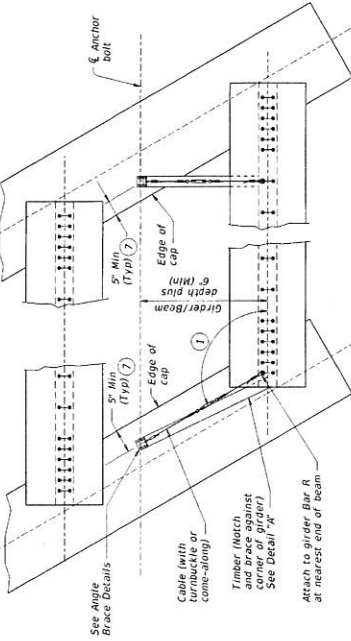 ℄ Anchor
bolt
5" Min
(Typ) 7
Edge of
cap
Girder/Beam
depth plus
6" (Min)
1
5" Min
(Typ) 7
Edge of
cap
See Angle
Brace Details
Cable (with
turnbuckle or
come-along)
Timber (Notch
and brace against
corner of girder)
See Detail "A"
Attach to girder Bar R
at nearest end of beam